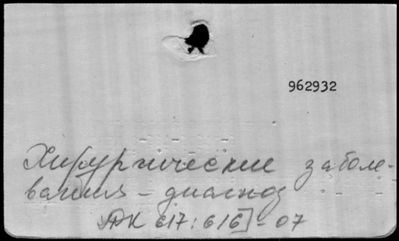 962932
Хирургические заболе-
вания – диагноз
УДК 617:616]-07